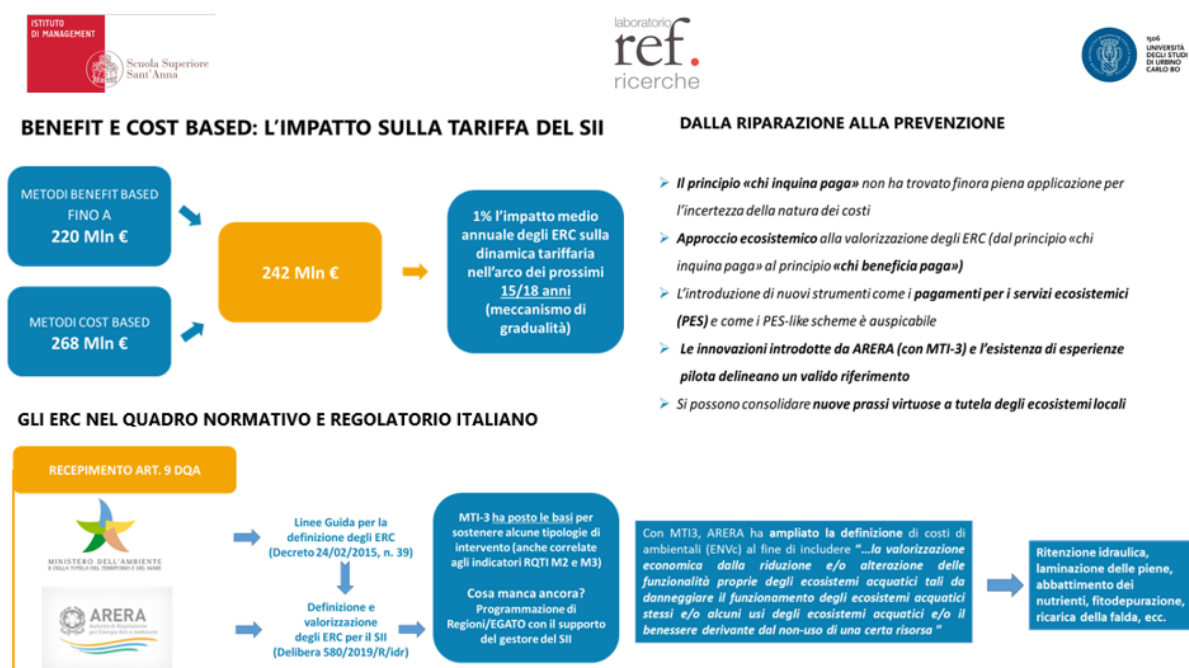 ISTITUTO
DI MANAGEMENT
Scuola Superiore
Sant'Anna
laboratorio
ref.
ricerche
1506
UNIVERSITÀ
DEGLI STUDI
DI URBINO
CARLO BO
BENEFIT E COST BASED: L'IMPATTO SULLA TARIFFA DEL SII
METODI BENEFIT BASED
FINO A
220 Mln €
METODI COST BASED
268 Mln €
242 Mln €
1% l'impatto medio
annuale degli ERC sulla
dinamica tariffaria
nell'arco dei prossimi
15/18 anni
(meccanismo di
gradualità)
DALLA RIPARAZIONE ALLA PREVENZIONE
➢ Il principio «chi inquina paga» non ha trovato finora piena applicazione per
l'incertezza della natura dei costi
➢ Approccio ecosistemico alla valorizzazione degli ERC (dal principio «chi
inquina paga» al principio «chi beneficia paga»)
➢ L'introduzione di nuovi strumenti come i pagamenti per i servizi ecosistemici
(PES) e come i PES-like scheme è auspicabile
➢ Le innovazioni introdotte da ARERA (con MTI-3) e l'esistenza di esperienze
pilota delineano un valido riferimento
➢ Si possono consolidare nuove prassi virtuose a tutela degli ecosistemi locali
GLI ERC NEL QUADRO NORMATIVO E REGOLATORIO ITALIANO
RECEPIMENTO ART. 9 DQA
MINISTERO DELL'AMBIENTE
E DELLA TUTELA DEL TERRITORIO E DEL MARE
ARERA
Autorità di Regolazione
per Energia Reti e Ambiente
Linee Guida per la
definizione degli ERC
(Decreto 24/02/2015, n. 39)
Definizione e
valorizzazione
degli ERC per il SII
(Delibera 580/2019/R/idr)
MTI-3 ha posto le basi per
sostenere alcune tipologie di
intervento (anche correlate
agli indicatori RQTI M2 e M3)
Cosa manca ancora?
Programmazione di
Regioni/EGATO con il supporto
del gestore del SII
Con MTI3, ARERA ha ampliato la definizione di costi di
ambientali (ENVc) al fine di includere "…la valorizzazione
economica dalla riduzione e/o alterazione delle
funzionalità proprie degli ecosistemi acquatici tali da
danneggiare il funzionamento degli ecosistemi acquatici
stessi e/o alcuni usi degli ecosistemi acquatici e/o il
benessere derivante dal non-uso di una certa risorsa "
Ritenzione idraulica,
laminazione delle piene,
abbattimento dei
nutrienti, fitodepurazione,
ricarica della falda, ecc.